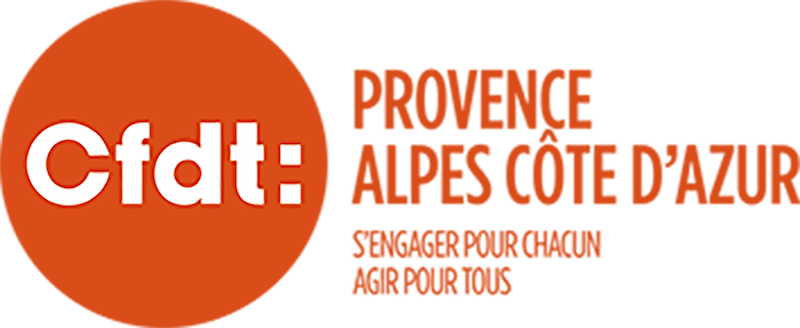 Cfdt:
PROVENCE
ALPES CÔTE D'AZUR
S'ENGAGER POUR CHACUN
AGIR POUR TOUS